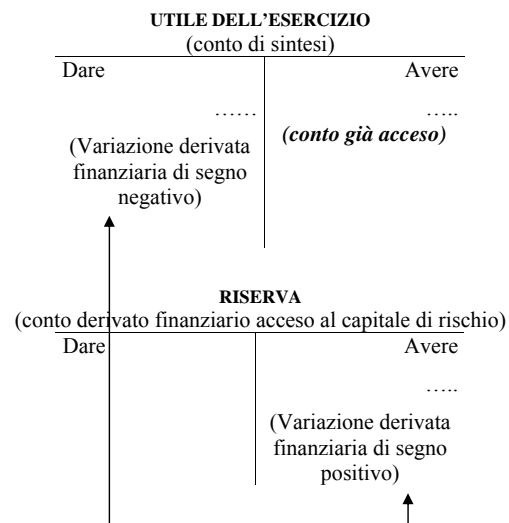 UTILE DELL’ESERCIZIO
(conto di sintesi)
Dare Avere
…… …..
(conto già acceso)
(Variazione derivata
finanziaria di segno
negativo)
RISERVA
(conto derivato finanziario acceso al capitale di rischio)
Dare Avere
…..
(Variazione derivata
finanziaria di segno
positivo)